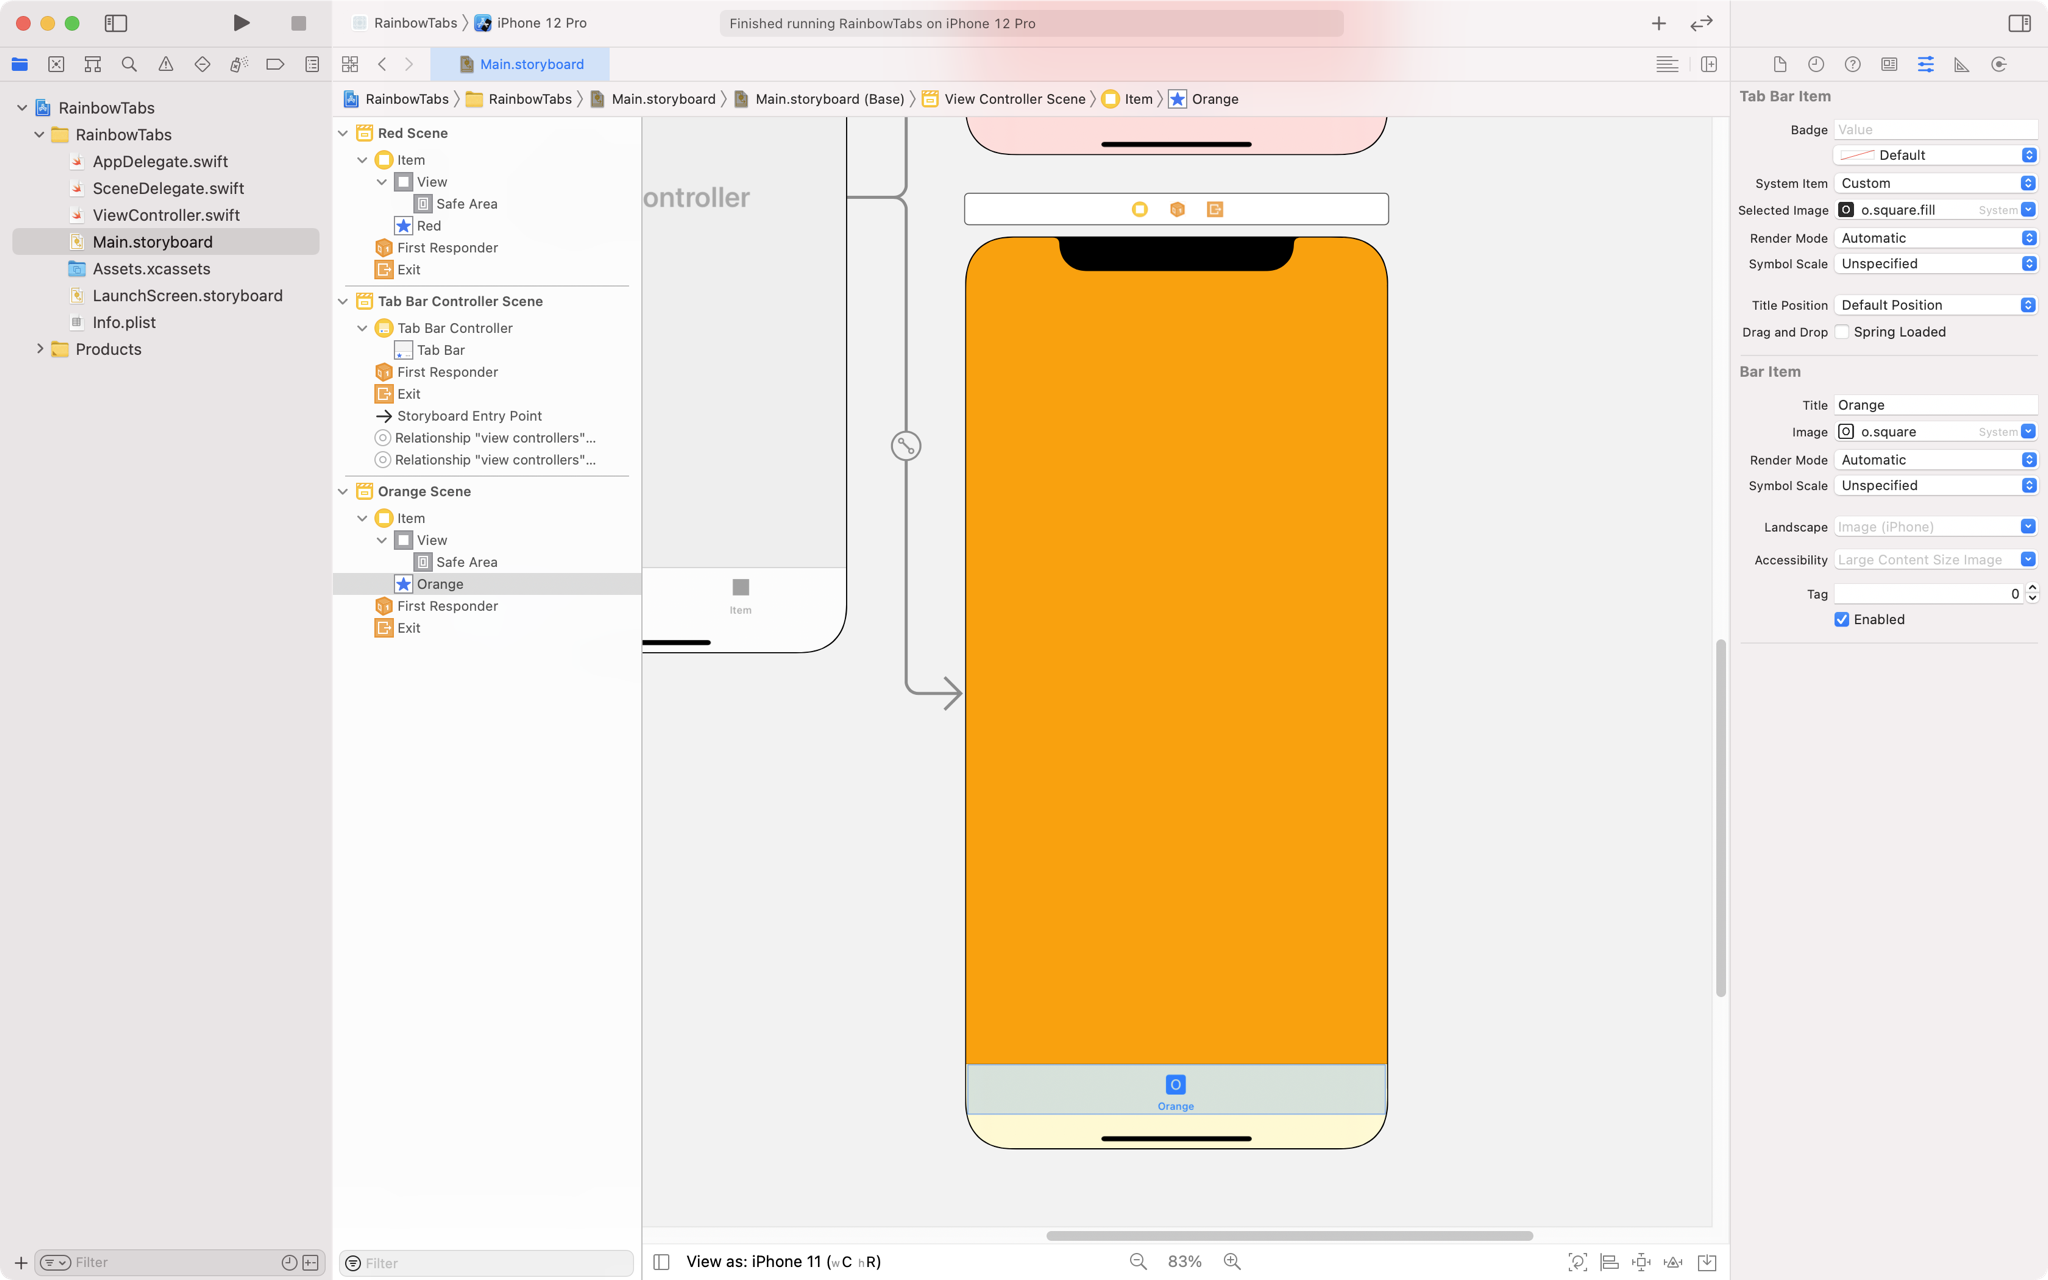 RainbowTabs iPhone 12 Pro
Finished running RainbowTabs on iPhone 12 Pro
Main.storyboard
RainbowTabs RainbowTabs Main.storyboard Main.storyboard (Base) View Controller Scene Item Orange
RainbowTabs
RainbowTabs
AppDelegate.swift
SceneDelegate.swift
ViewController.swift
Main.storyboard
Assets.xcassets
LaunchScreen.storyboard
Info.plist
Products
Filter
Red Scene
Item
View
Safe Area
Red
First Responder
Exit
Tab Bar Controller Scene
Tab Bar Controller
Tab Bar
First Responder
Exit
Storyboard Entry Point
Relationship "view controllers"...
Relationship "view controllers"...
Orange Scene
Item
View
Safe Area
Orange
First Responder
Exit
Filter
ontroller
Item
O
Orange
View as: iPhone 11 (wC hR)
83%
Tab Bar Item
Badge Value
Default
System Item Custom
Selected Image O o.square.fill System
Render Mode Automatic
Symbol Scale Unspecified
Title Position Default Position
Drag and Drop Spring Loaded
Bar Item
Title Orange
Image O o.square System
Render Mode Automatic
Symbol Scale Unspecified
Landscape Image (iPhone)
Accessibility Large Content Size Image
Tag 0
Enabled